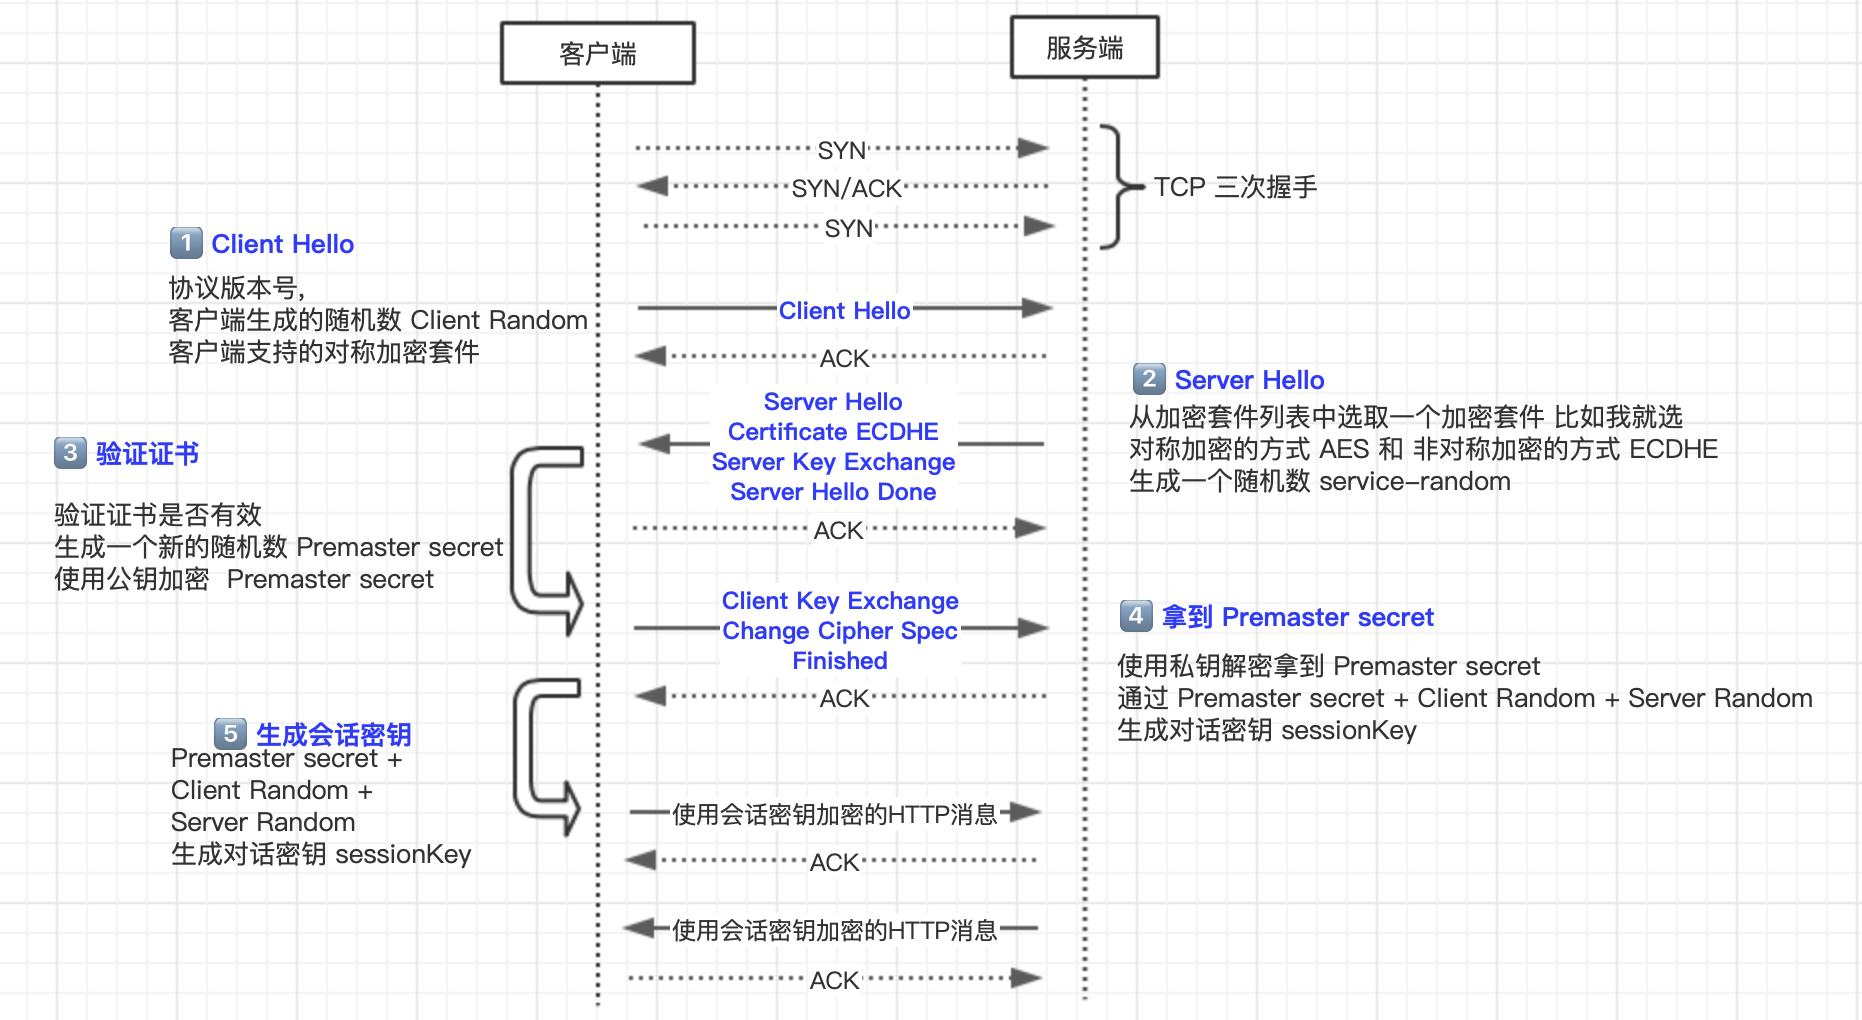 客户端
服务端
SYN
SYN/ACK
SYN
TCP 三次握手
1 Client Hello
协议版本号,
客户端生成的随机数 Client Random
客户端支持的对称加密套件
Client Hello
ACK
2 Server Hello
从加密套件列表中选取一个加密套件 比如我就选
对称加密的方式 AES 和 非对称加密的方式 ECDHE
生成一个随机数 service-random
Server Hello
Certificate ECDHE
Server Key Exchange
Server Hello Done
ACK
3 验证证书
验证证书是否有效
生成一个新的随机数 Premaster secret
使用公钥加密 Premaster secret
Client Key Exchange
Change Cipher Spec
Finished
ACK
4 拿到 Premaster secret
使用私钥解密拿到 Premaster secret
通过 Premaster secret + Client Random + Server Random
生成对话密钥 sessionKey
5 生成会话密钥
Premaster secret +
Client Random +
Server Random
生成对话密钥 sessionKey
使用会话密钥加密的HTTP消息
ACK
使用会话密钥加密的HTTP消息
ACK